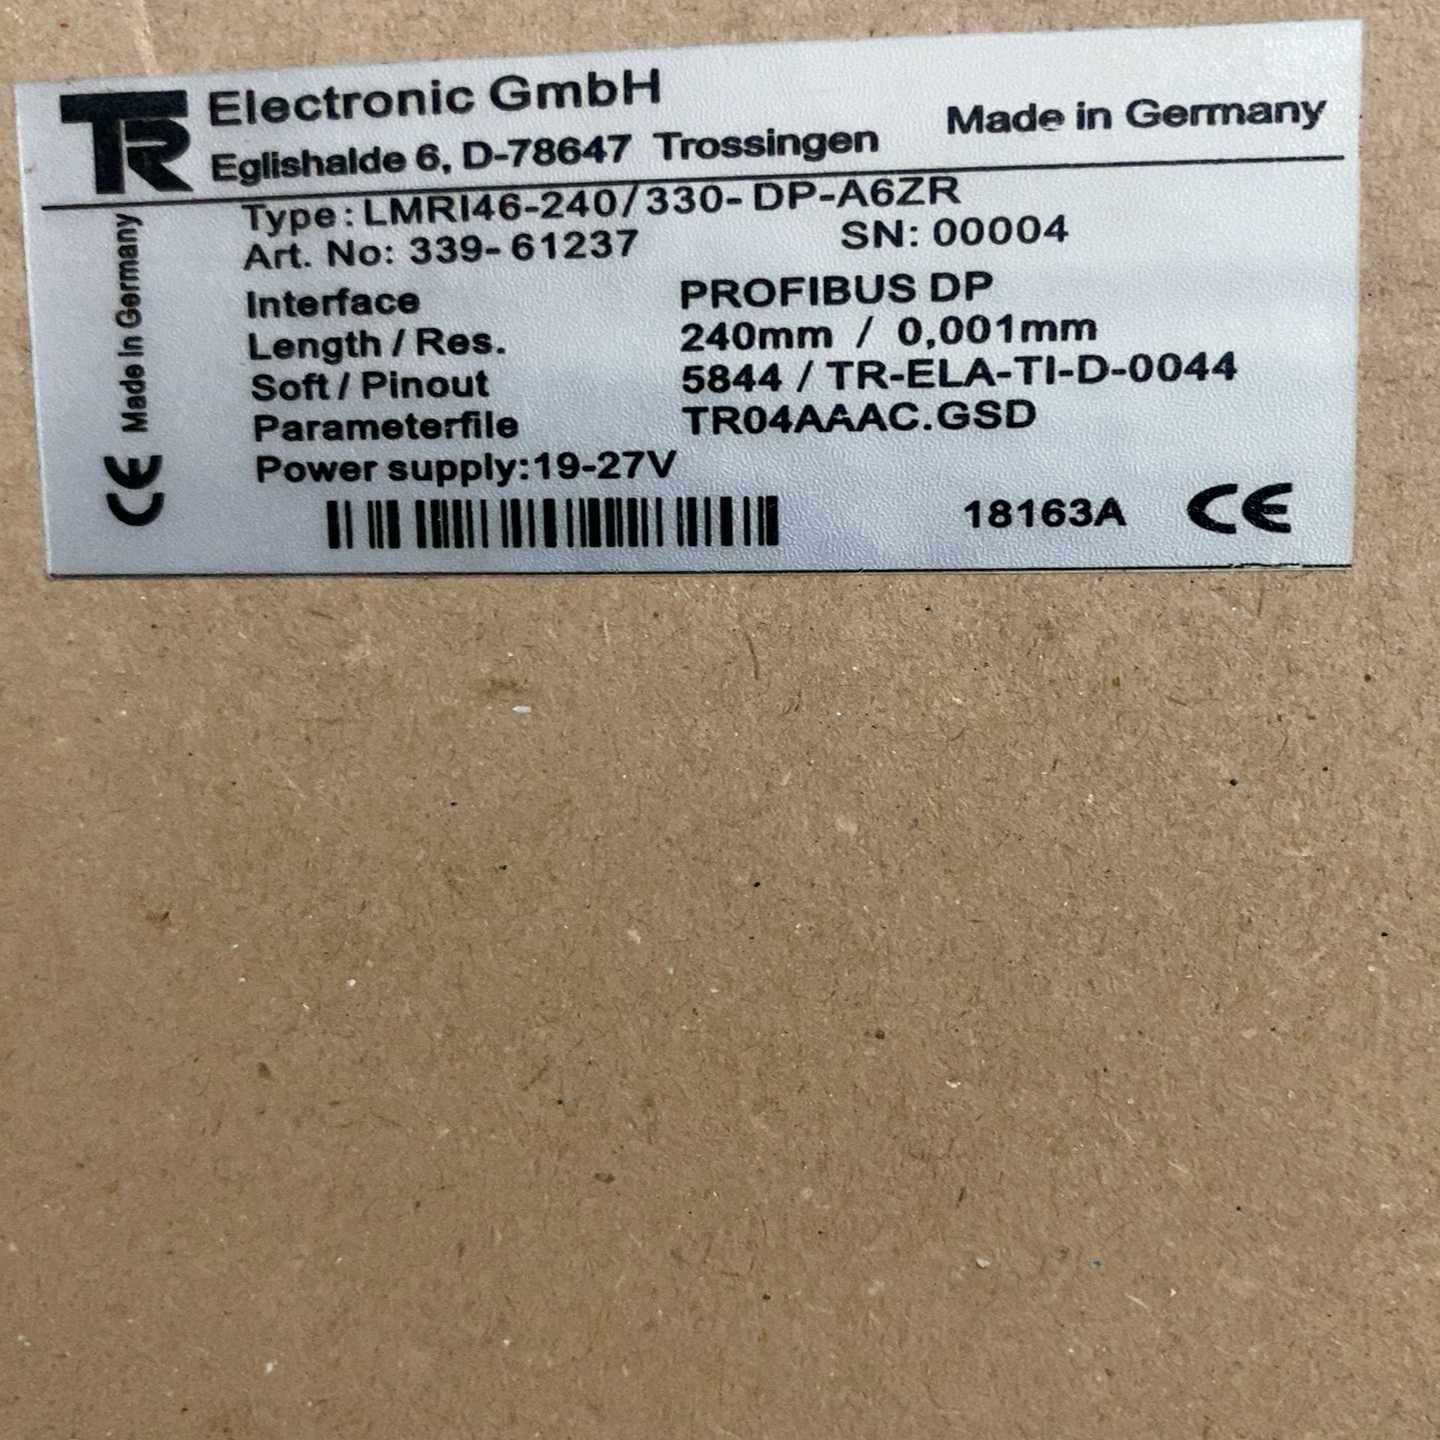 TR Electronic GmbH
Eglishalde 6, D-78647 Trossingen
Made in Germany
Type: LMRI46-240/330-DP-A6ZR
Art. No: 339-61237 SN: 00004
Interface PROFIBUS DP
Length / Res. 240mm / 0,001mm
Soft / Pinout 5844 / TR-ELA-TI-D-0044
Parameterfile TR04AAAC.GSD
Power supply:19-27V
18163A CE
CE Made In Germany